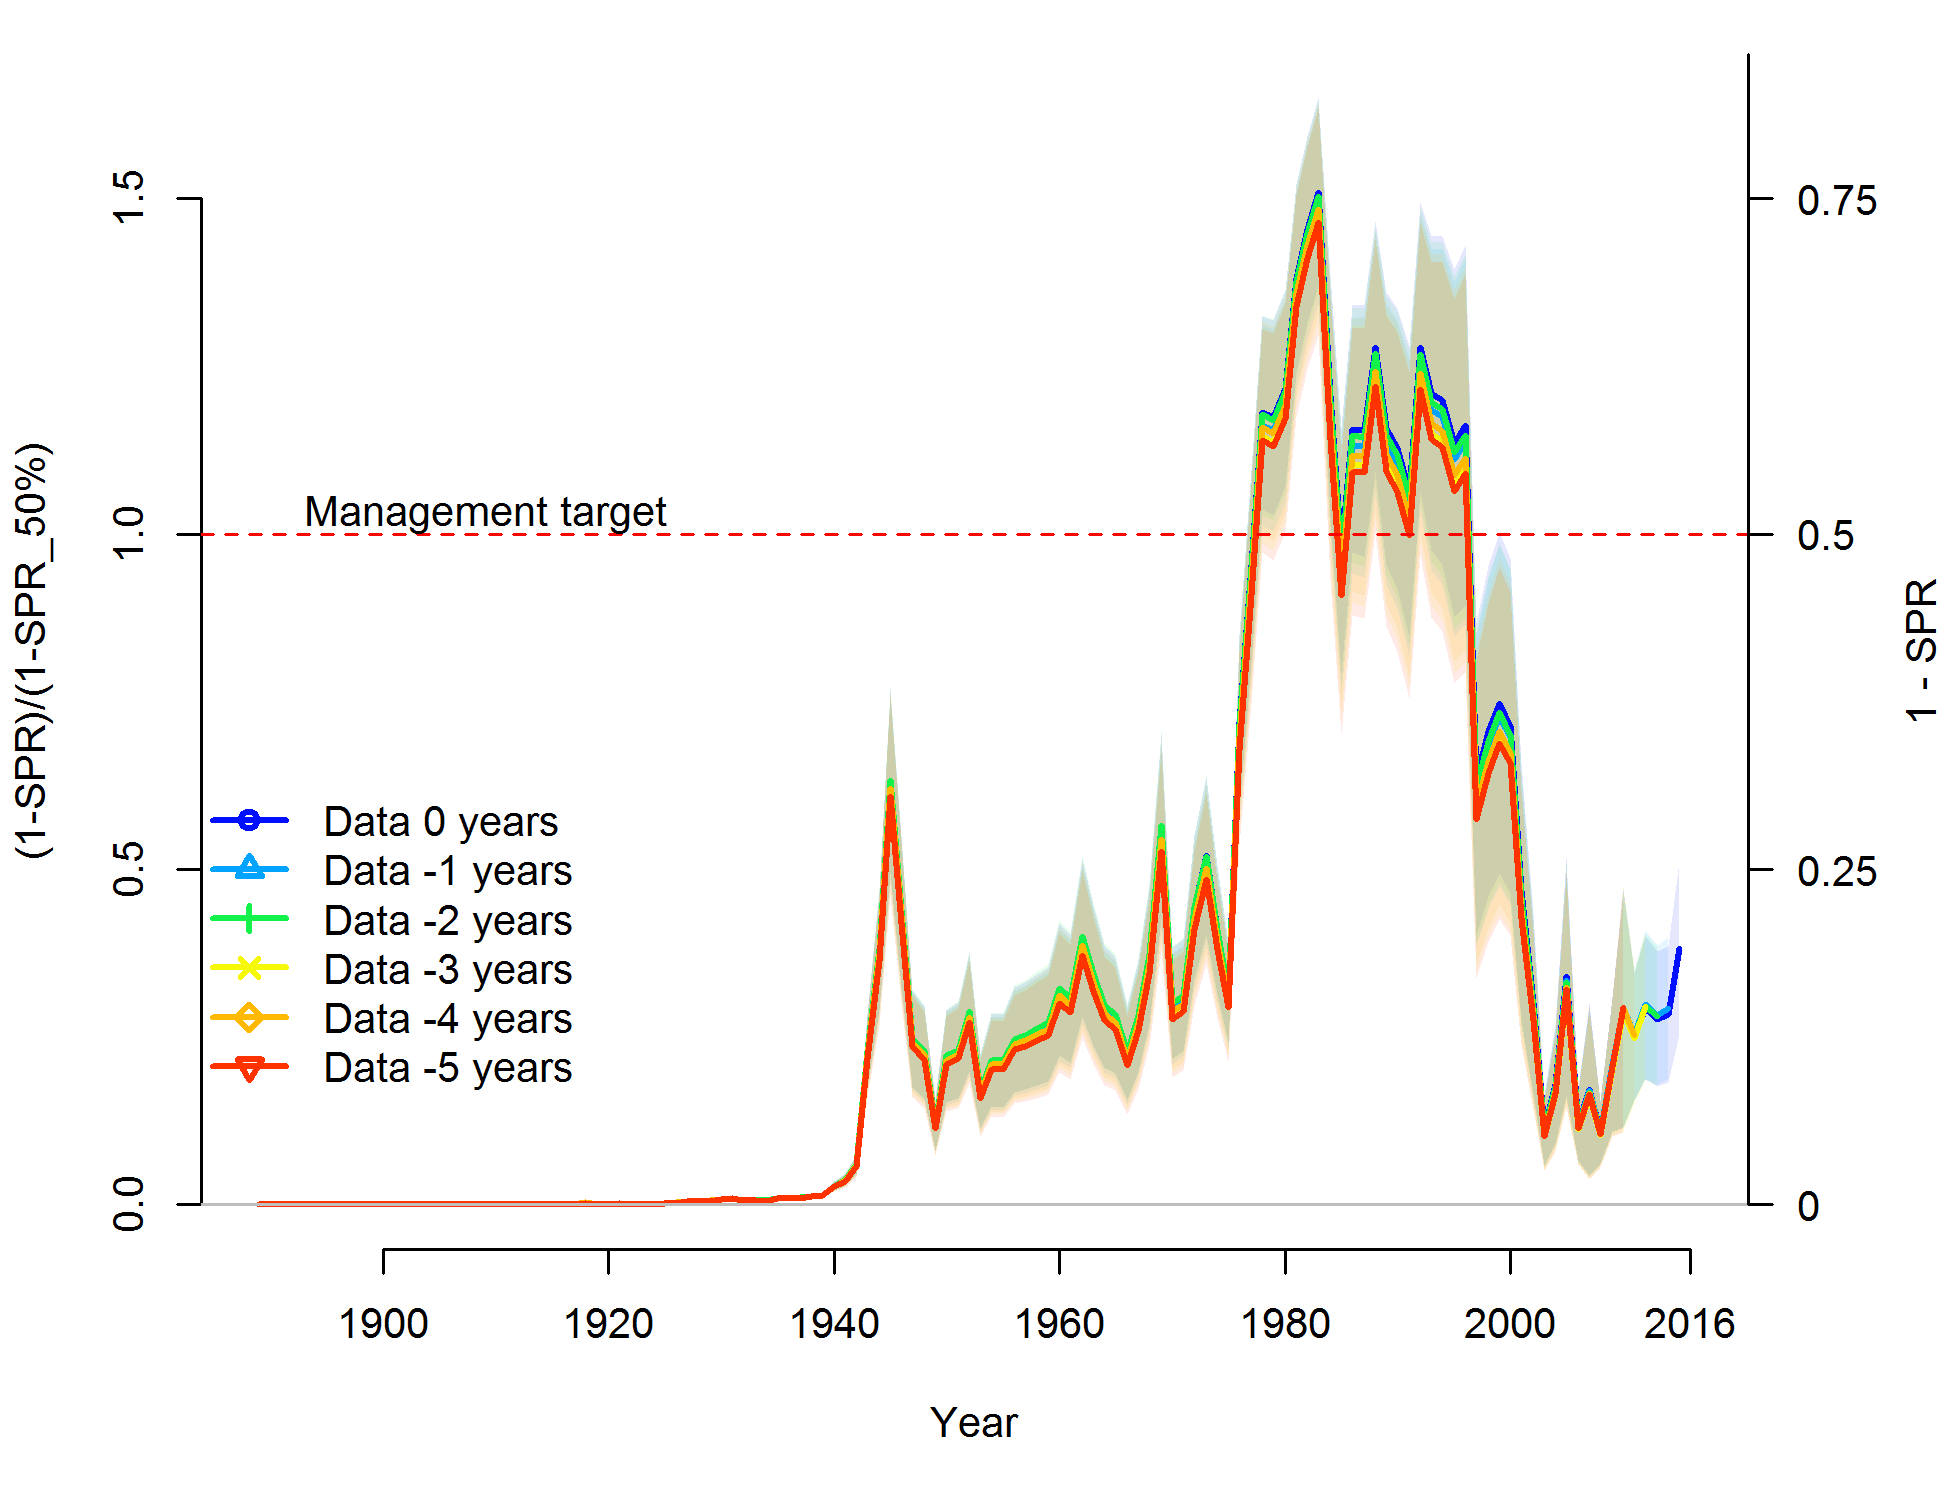 (1-SPR)/(1-SPR_50%)
1.5
1.0
0.5
0.0
Management target
Data 0 years
Data -1 years
Data -2 years
Data -3 years
Data -4 years
Data -5 years
0.75
0.5
0.25
0
1 - SPR
1900 1920 1940 1960 1980 2000 2016
Year